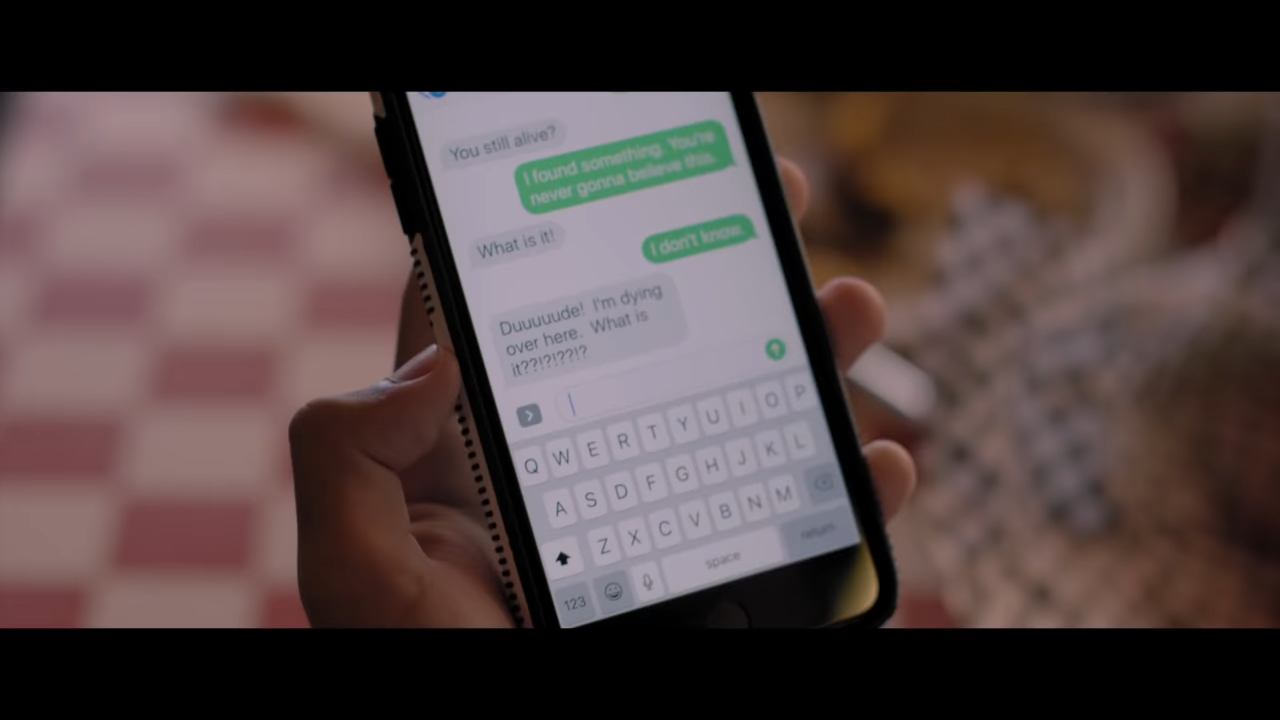 You still alive?
I found something. You're
never gonna believe this.
What is it!
I don't know.
Duuuuude! I'm dying
over here. What is
it??!?!??!?
Q W E R T Y U I O P
A S D F G H J K L
Z X C V B N M
123 space return